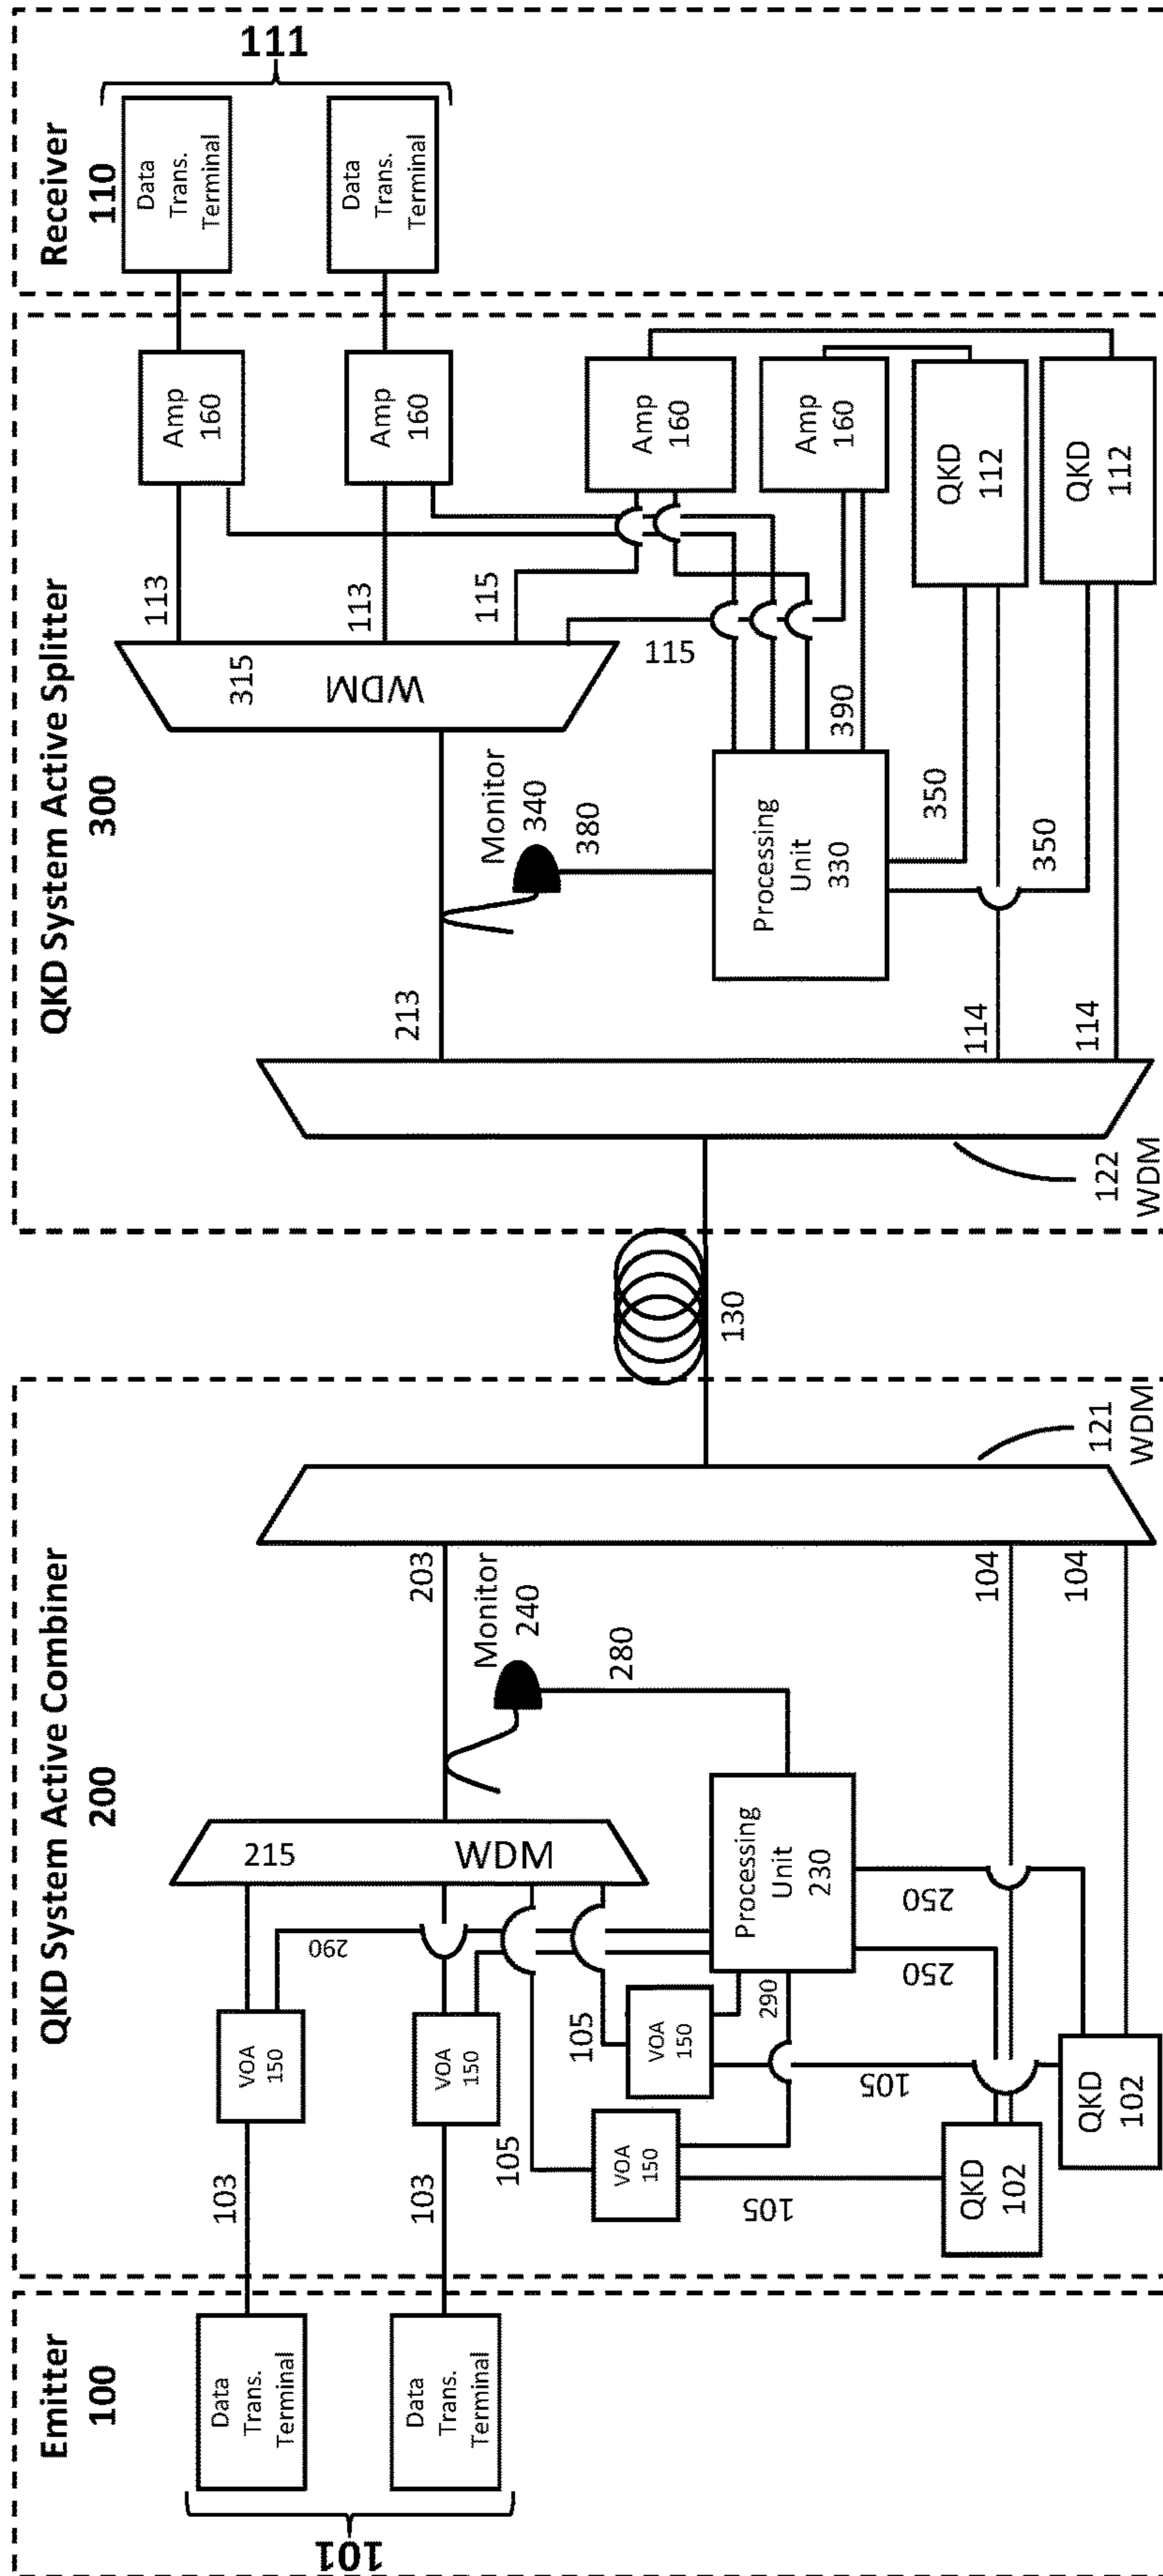 Emitter
100
Data
Trans.
Terminal
Data
Trans.
Terminal
101
QKD System Active Combiner
200
103
103
VOA
150
VOA
150
290
105
105
VOA
150
VOA
150
290
105
105
215
WDM
203
Monitor
240
280
Processing
Unit
230
250
250
QKD
102
QKD
102
104
104
121
WDM
130
QKD System Active Splitter
300
122
WDM
213
114
114
Monitor
340
380
Processing
Unit
330
350
350
390
315
WDM
113
113
115
115
Amp
160
Amp
160
Amp
160
Amp
160
QKD
112
QKD
112
Receiver
110
Data
Trans.
Terminal
Data
Trans.
Terminal
111